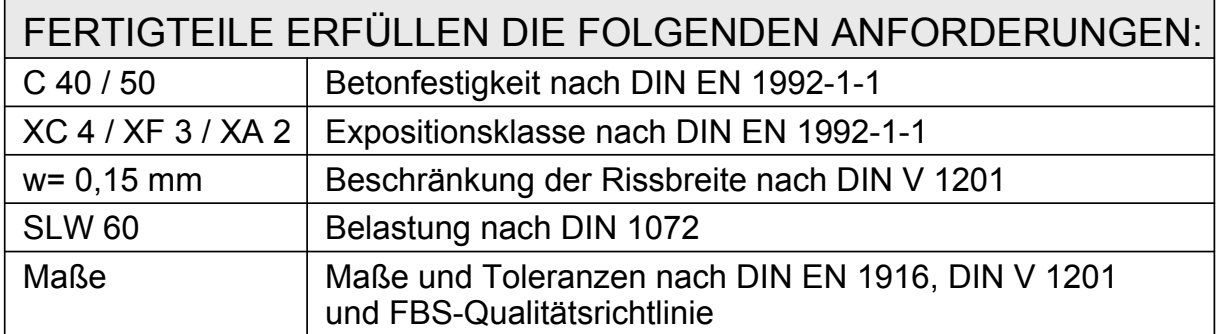 FERTIGTEILE ERFÜLLEN DIE FOLGENDEN ANFORDERUNGEN:
C 40 / 50 Betonfestigkeit nach DIN EN 1992-1-1
XC 4 / XF 3 / XA 2 Expositionsklasse nach DIN EN 1992-1-1
w= 0,15 mm Beschränkung der Rissbreite nach DIN V 1201
SLW 60 Belastung nach DIN 1072
Maße Maße und Toleranzen nach DIN EN 1916, DIN V 1201
und FBS-Qualitätsrichtlinie